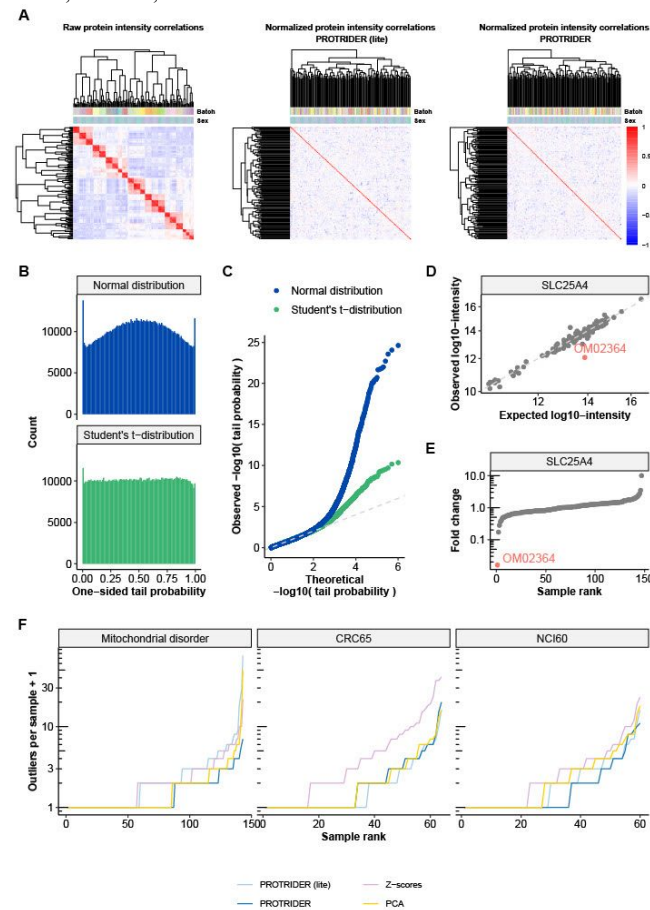 A
Raw protein intensity correlations
Normalized protein intensity correlations
PROTRIDER (lite)
Normalized protein intensity correlations
PROTRIDER
Batch
Sex
Batch
Sex
Batch
Sex
1
0.5
0
−0.5
−1
B
Normal distribution
10000
5000
0
Student's t−distribution
10000
5000
0
Count
0.00 0.25 0.50 0.75 1.00
One−sided tail probability
C
Normal distribution
Student's t−distribution
Observed −log10( tail probability )
25
20
15
10
5
0
0 2 4 6
Theoretical
−log10( tail probability )
D
SLC25A4
Observed log10−intensity
16
14
12
10
OM02364
12 14 16
Expected log10−intensity
E
SLC25A4
Fold change
10.0
1.0
0.1
OM02364
0 50 100 150
Sample rank
F
Mitochondrial disorder
CRC65
NCI60
Outliers per sample + 1
30
10
3
1
0 50 100 150
20 40 60
0 20 40 60
Sample rank
PROTRIDER (lite)
Z−scores
PROTRIDER
PCA